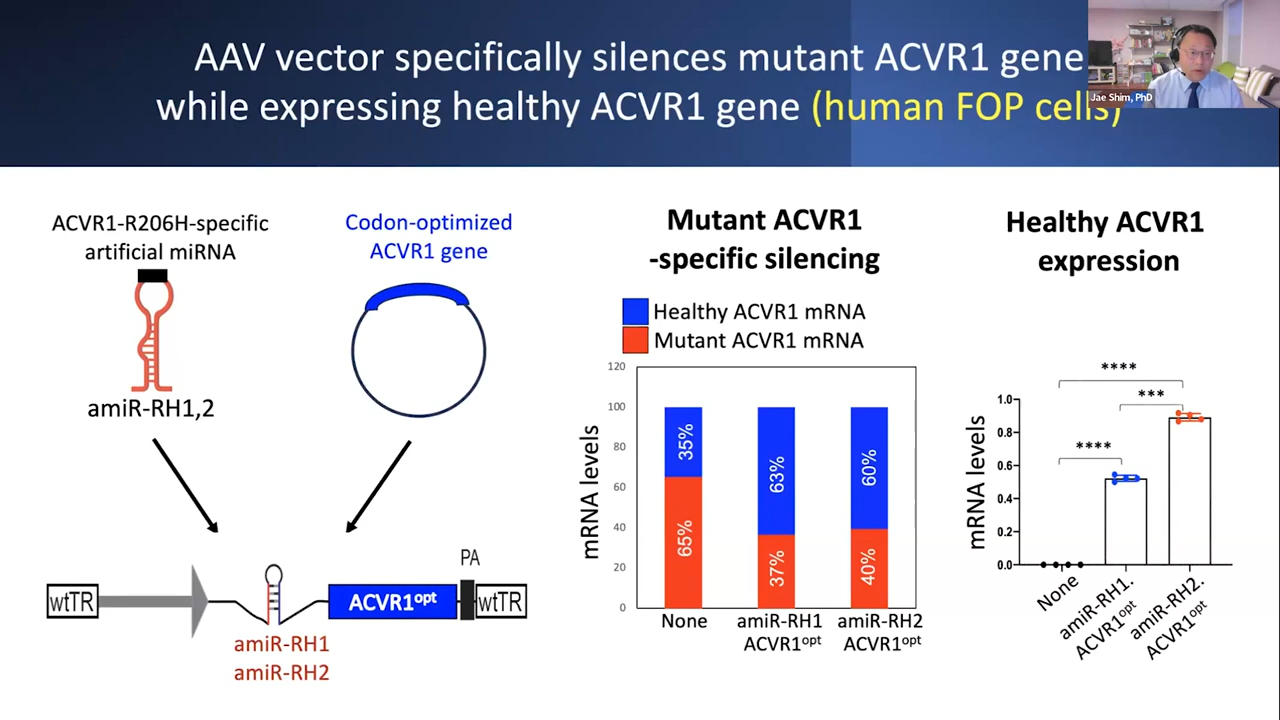 AAV vector specifically silences mutant ACVR1 gene
while expressing healthy ACVR1 gene (human FOP cells)
Jae Shim, PhD
ACVR1-R206H-specific
artificial miRNA
amiR-RH1,2
Codon-optimized
ACVR1 gene
wtTR
ACVR1opt
PA
wtTR
amiR-RH1
amiR-RH2
Mutant ACVR1
-specific silencing
Healthy ACVR1 mRNA
Mutant ACVR1 mRNA
mRNA levels
120
100
80
60
40
20
0
35%
65%
63%
37%
60%
40%
None
amiR-RH1
ACVR1opt
amiR-RH2
ACVR1opt
Healthy ACVR1
expression
mRNA levels
1.0
0.8
0.6
0.4
0.2
0.0
****
***
****
None
amiR-RH1.
ACVR1opt
amiR-RH2.
ACVR1opt